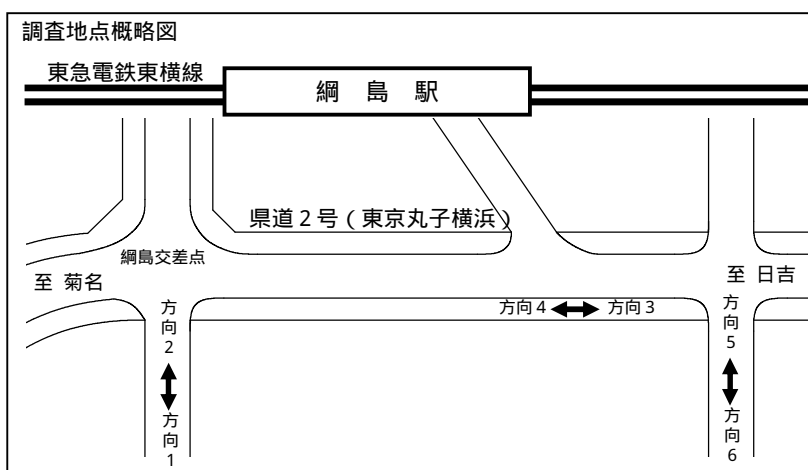 調査地点概略図
東急電鉄東横線
綱 島 駅
県道２号（東京丸子横浜）
綱島交差点
至 菊名
至 日吉
方向４
方向３
方向２
方向１
方向５
方向６